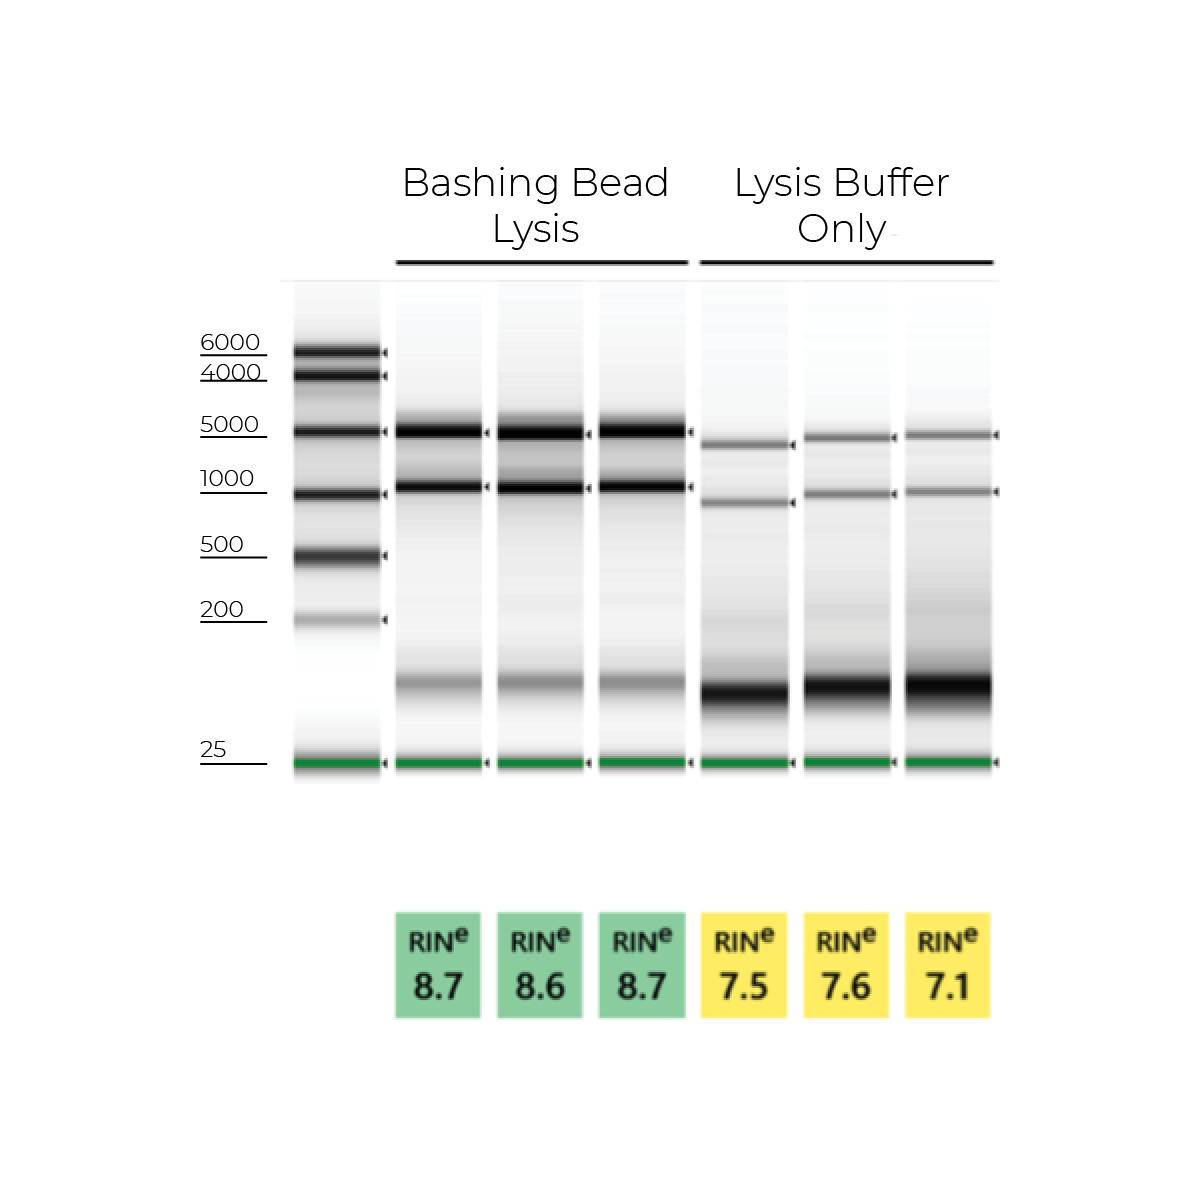 Bashing Bead
Lysis
Lysis Buffer
Only
6000
4000
5000
1000
500
200
25
RINe
8.7
RINe
8.6
RINe
8.7
RINe
7.5
RINe
7.6
RINe
7.1